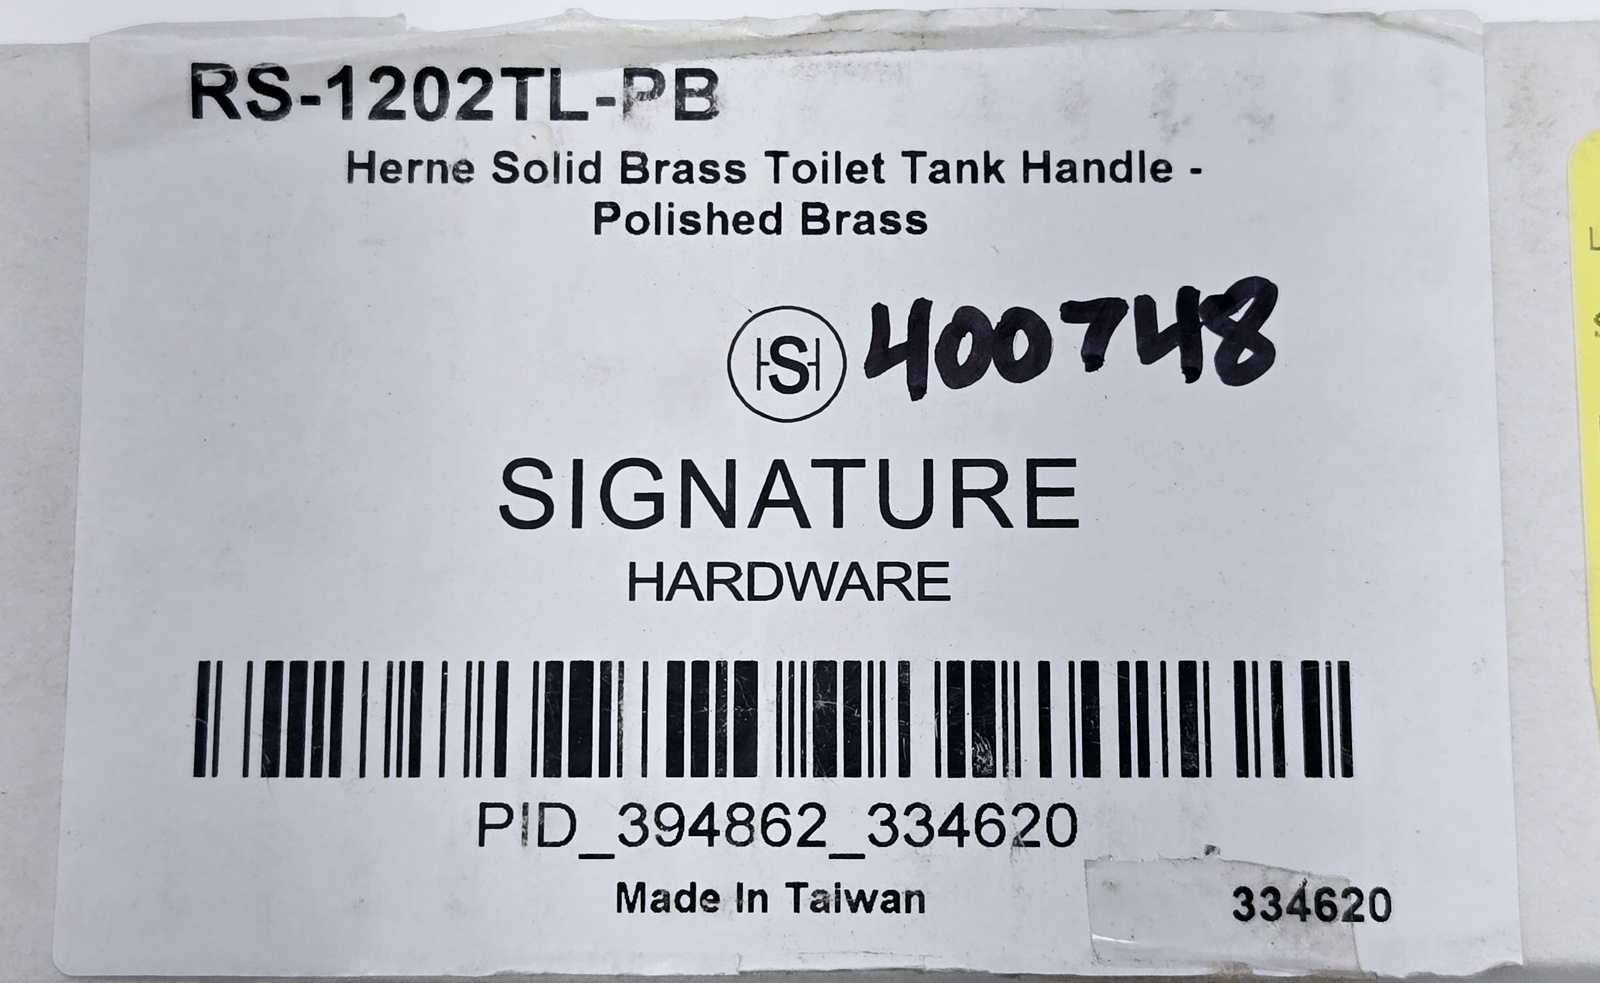 RS-1202TL-PB
Herne Solid Brass Toilet Tank Handle -
Polished Brass
HSH 400748
SIGNATURE
HARDWARE
PID_394862_334620
Made In Taiwan
334620